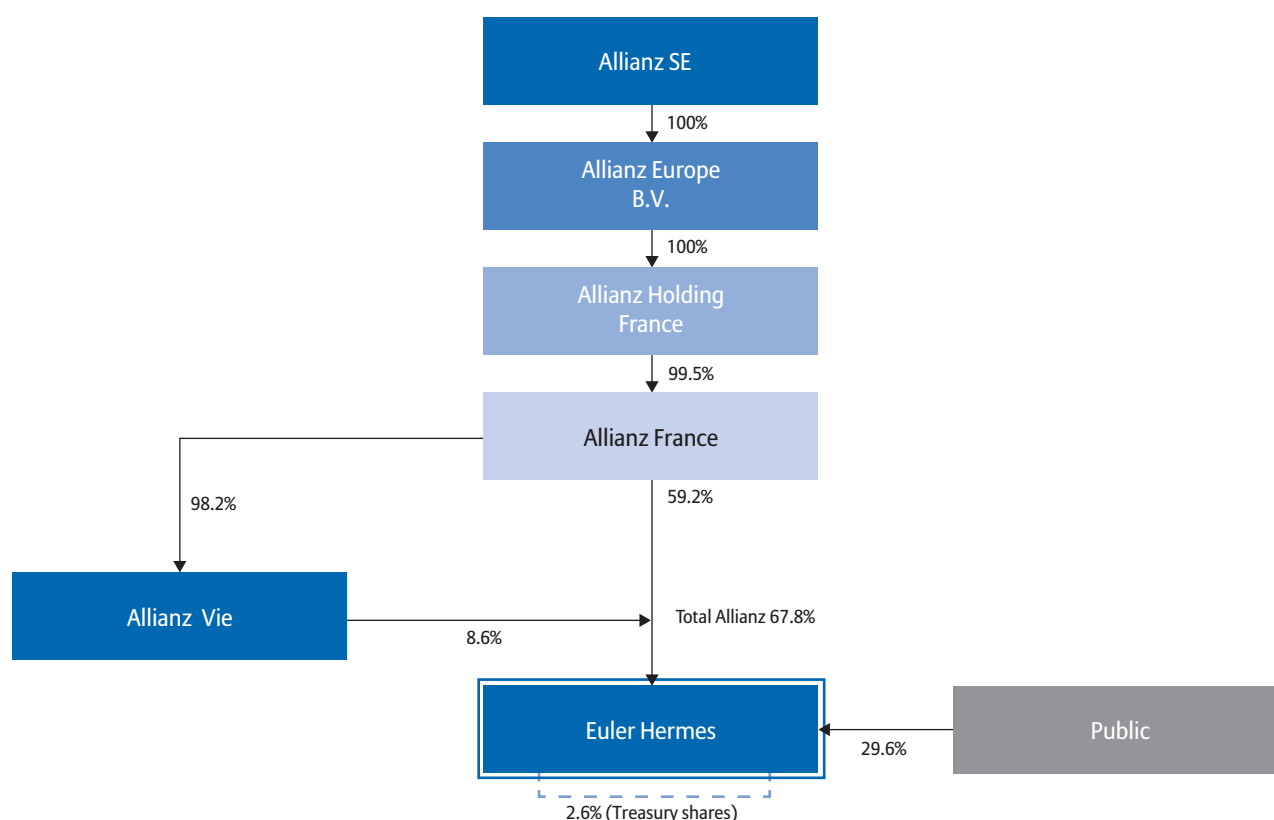 Allianz SE
100%
Allianz Europe
B.V.
100%
Allianz Holding
France
99.5%
Allianz France
98.2%
59.2%
Allianz Vie
8.6%
Total Allianz 67.8%
Euler Hermes
29.6%
Public
2.6% (Treasury shares)